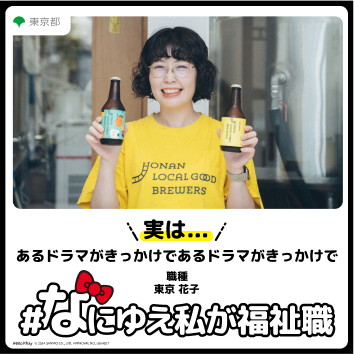 東京都
HONAN
LOCAL GOOD
BREWERS
実は...
あるドラマがきっかけであるドラマがきっかけで
職種
東京 花子
#なにゆえ私が福祉職